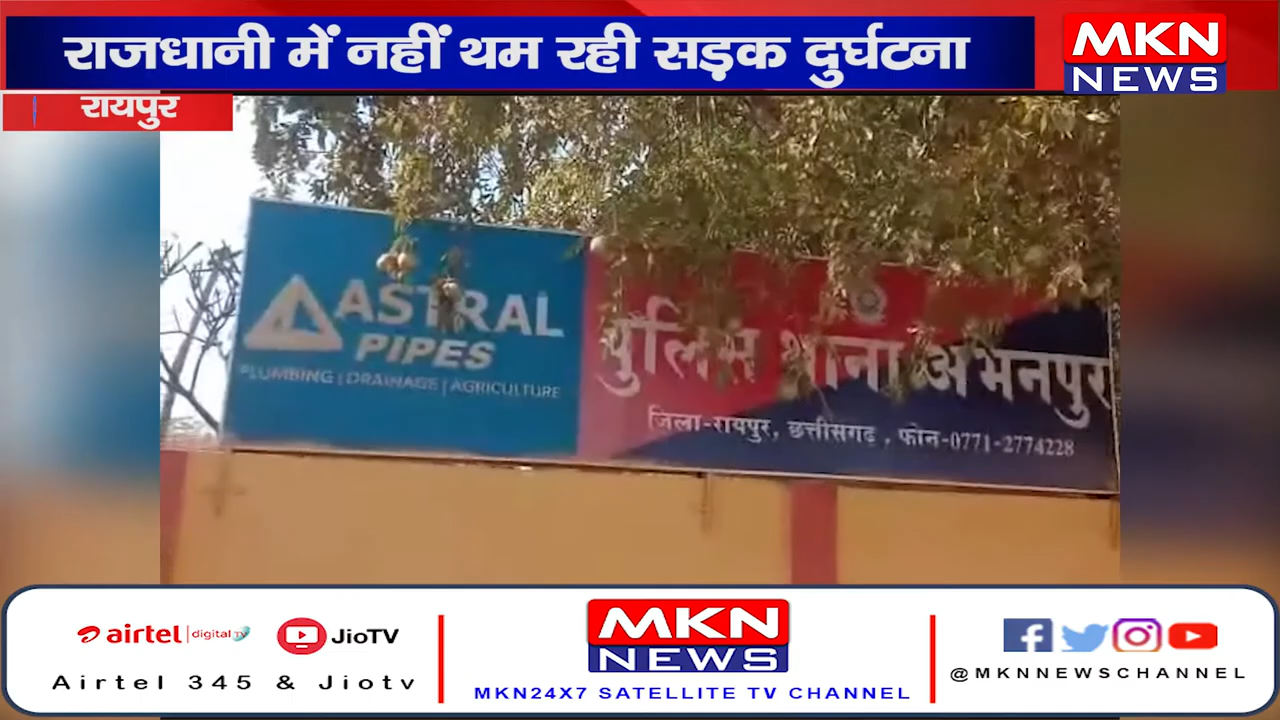 राजधानी में नहीं थम रही सड़क दुर्घटना
MKN
NEWS
रायपुर
ASTRAL
PIPES
PLUMBING | DRAINAGE | AGRICULTURE
पुलिस थाना अभनपुर
जिला-रायपुर, छत्तीसगढ़ , फोन-0771-2774228
airtel | digital TV
JioTV
Airtel 345 & Jiotv
MKN
NEWS
MKN24X7 SATELLITE TV CHANNEL
@MKNNEWSCHANNEL